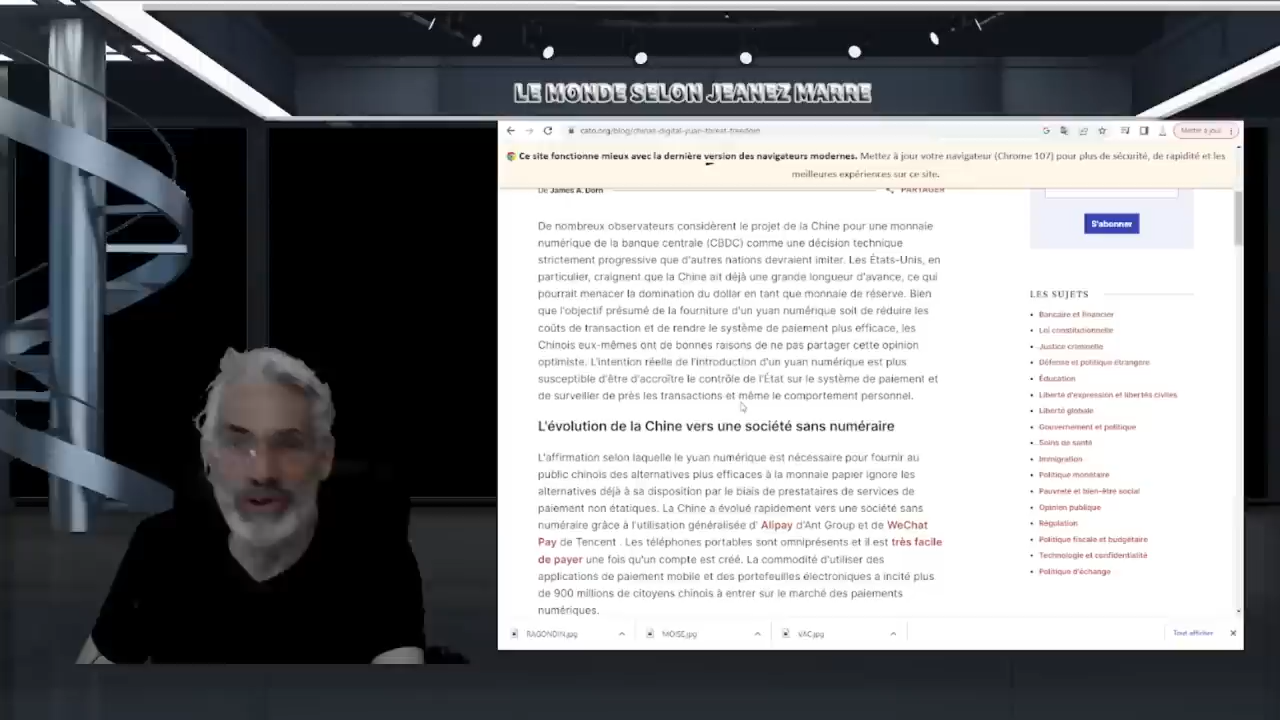 LE MONDE SELON JEANEZ MARRE
cato.org/blog/chinas-digital-yuan-threat-freedom
Mettre à jour
Ce site fonctionne mieux avec la dernière version des navigateurs modernes. Mettez à jour votre navigateur (Chrome 107) pour plus de sécurité, de rapidité et les
meilleures expériences sur ce site.
De James A. Dorn
PARTAGER
De nombreux observateurs considèrent le projet de la Chine pour une monnaie
numérique de la banque centrale (CBDC) comme une décision technique
strictement progressive que d'autres nations devraient imiter. Les États-Unis, en
particulier, craignent que la Chine ait déjà une grande longueur d'avance, ce qui
pourrait menacer la domination du dollar en tant que monnaie de réserve. Bien
que l'objectif présumé de la fourniture d'un yuan numérique soit de réduire les
coûts de transaction et de rendre le système de paiement plus efficace, les
Chinois eux-mêmes ont de bonnes raisons de ne pas partager cette opinion
optimiste. L'intention réelle de l'introduction d'un yuan numérique est plus
susceptible d'être d'accroître le contrôle de l'État sur le système de paiement et
de surveiller de près les transactions et même le comportement personnel.
L'évolution de la Chine vers une société sans numéraire
L'affirmation selon laquelle le yuan numérique est nécessaire pour fournir au
public chinois des alternatives plus efficaces à la monnaie papier ignore les
alternatives déjà à sa disposition par le biais de prestataires de services de
paiement non étatiques. La Chine a évolué rapidement vers une société sans
numéraire grâce à l'utilisation généralisée d' Alipay d'Ant Group et de WeChat
Pay de Tencent . Les téléphones portables sont omniprésents et il est très facile
de payer une fois qu'un compte est créé. La commodité d'utiliser des
applications de paiement mobile et des portefeuilles électroniques a incité plus
de 900 millions de citoyens chinois à entrer sur le marché des paiements
numériques.
S'abonner
LES SUJETS
Bancaire et financier
Loi constitutionnelle
Justice criminelle
Défense et politique étrangère
Éducation
Liberté d'expression et libertés civiles
Liberté globale
Gouvernement et politique
Soins de santé
Immigration
Politique monétaire
Pauvreté et bien-être social
Opinion publique
Régulation
Politique fiscale et budgétaire
Technologie et confidentialité
Politique d'échange
RAGONDIN.jpg
MOISE.jpg
VAC.jpg
Tout afficher